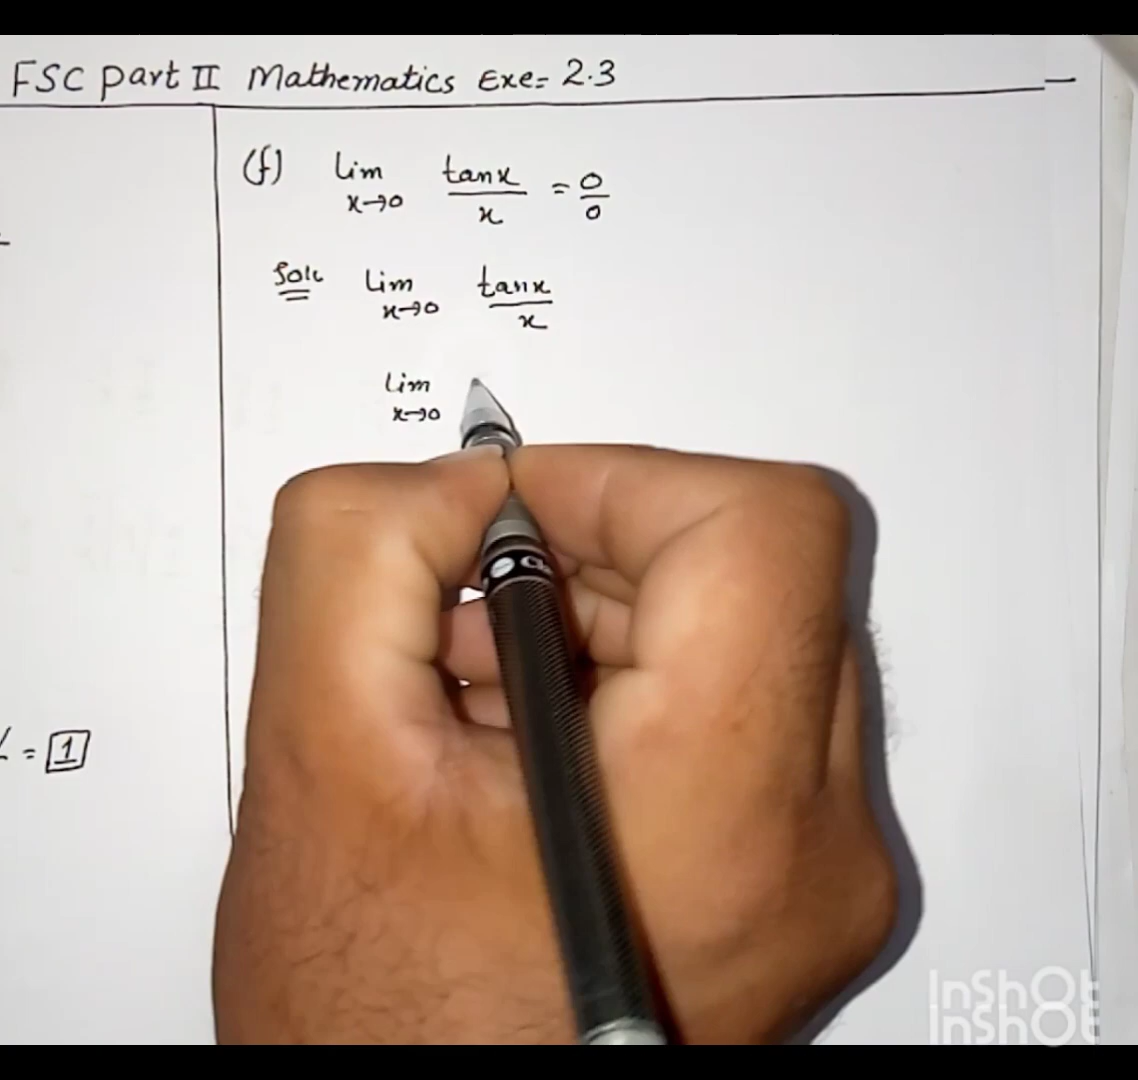 FSC Part II Mathematics Exe= 2.3
(f) Lim x→0 tanx/x = 0/0
Sol: Lim x→0 tanx/x
Lim x→0
= 1
InShOt
InShOt